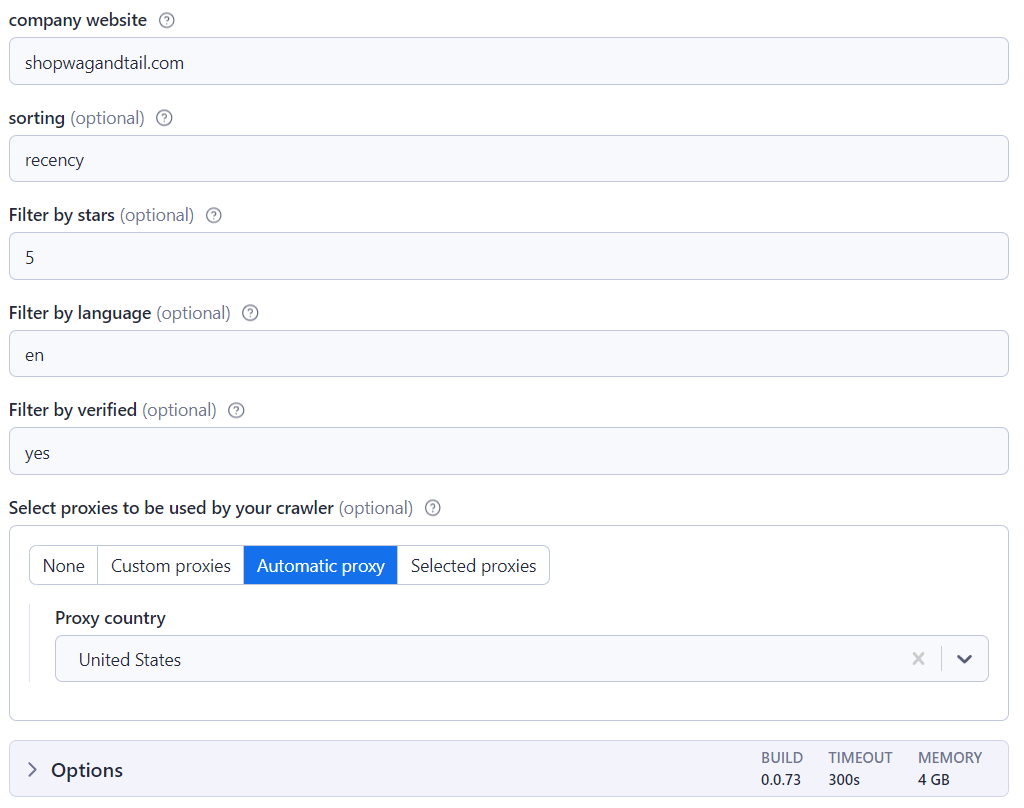 company website
shopwagandtail.com
sorting (optional)
recency
Filter by stars (optional)
5
Filter by language (optional)
en
Filter by verified (optional)
yes
Select proxies to be used by your crawler (optional)
None Custom proxies Automatic proxy Selected proxies
Proxy country
United States
Options
BUILD TIMEOUT MEMORY
0.0.73 300s 4 GB